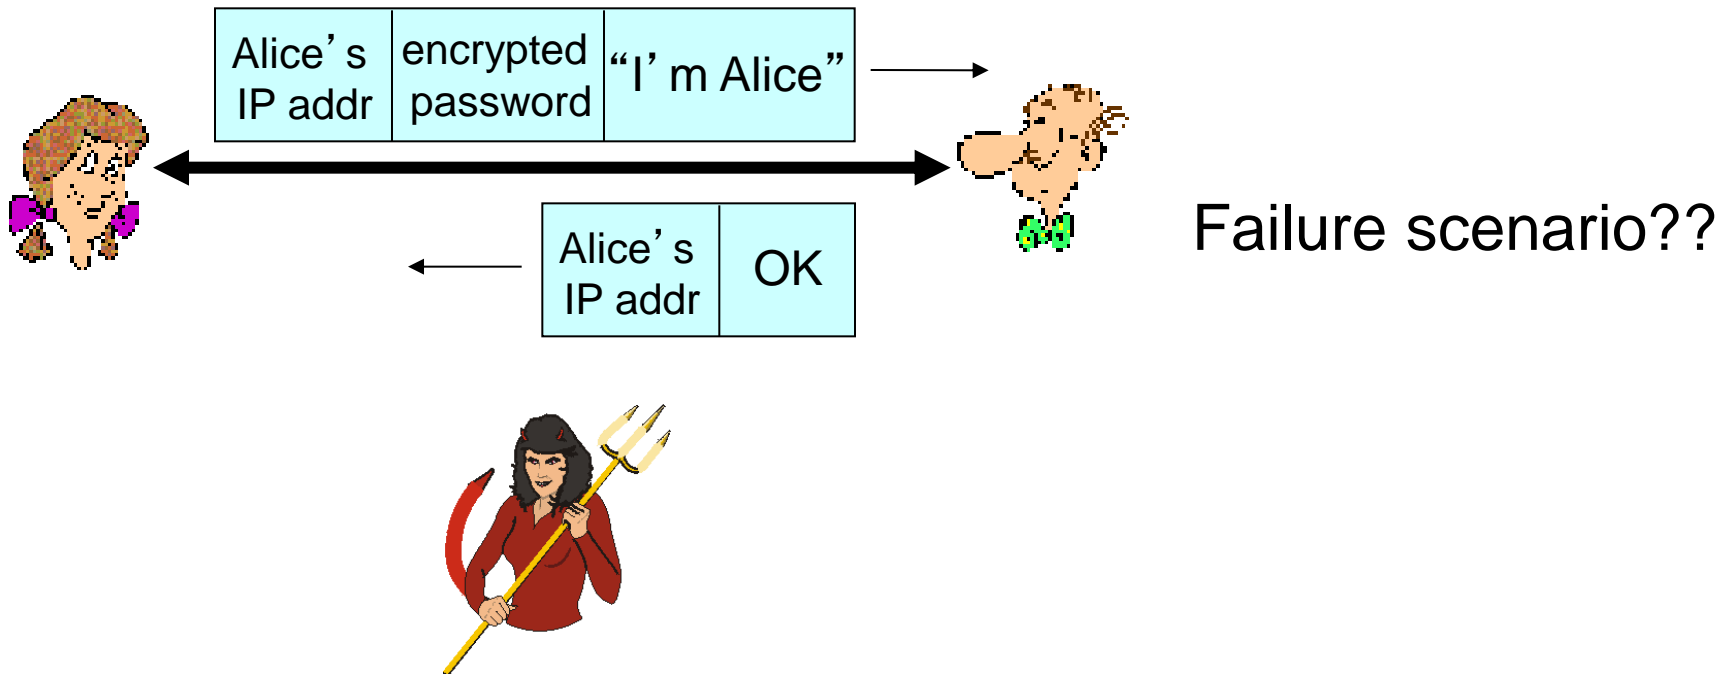 Alice’s
IP addr
encrypted
password
“I’m Alice”
Alice’s
IP addr
OK
Failure scenario??